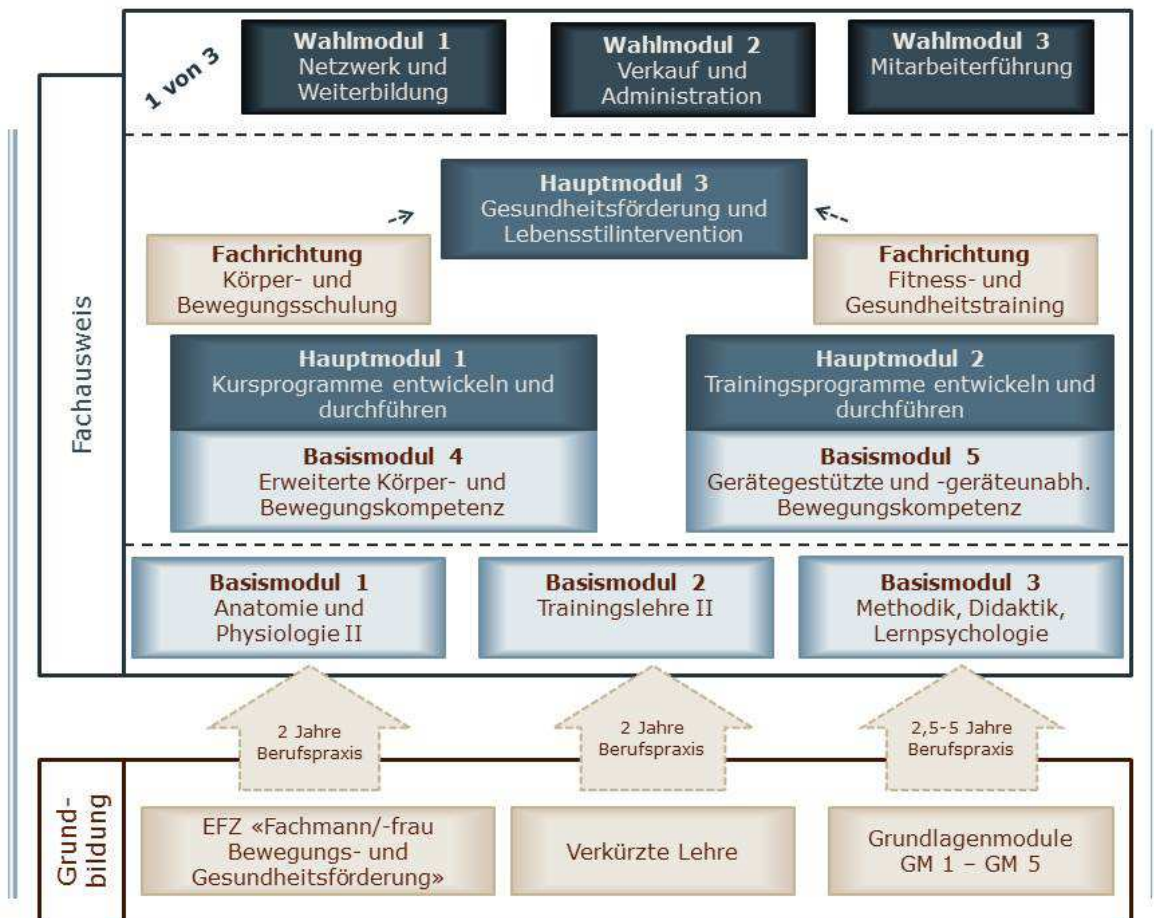 1 von 3
Wahlmodul 1
Netzwerk und
Weiterbildung
Wahlmodul 2
Verkauf und
Administration
Wahlmodul 3
Mitarbeiterführung
Fachausweis
Hauptmodul 3
Gesundheitsförderung und
Lebensstilintervention
Fachrichtung
Körper- und
Bewegungsschulung
Fachrichtung
Fitness- und
Gesundheitstraining
Hauptmodul 1
Kursprogramme entwickeln und
durchführen
Hauptmodul 2
Trainingsprogramme entwickeln und
durchführen
Basismodul 4
Erweiterte Körper- und
Bewegungskompetenz
Basismodul 5
Gerätegestützte und -geräteunabh.
Bewegungskompetenz
Basismodul 1
Anatomie und
Physiologie II
Basismodul 2
Trainingslehre II
Basismodul 3
Methodik, Didaktik,
Lernpsychologie
2 Jahre
Berufspraxis
2 Jahre
Berufspraxis
2,5-5 Jahre
Berufspraxis
Grund-
bildung
EFZ «Fachmann/-frau
Bewegungs- und
Gesundheitsförderung»
Verkürzte Lehre
Grundlagenmodule
GM 1 – GM 5